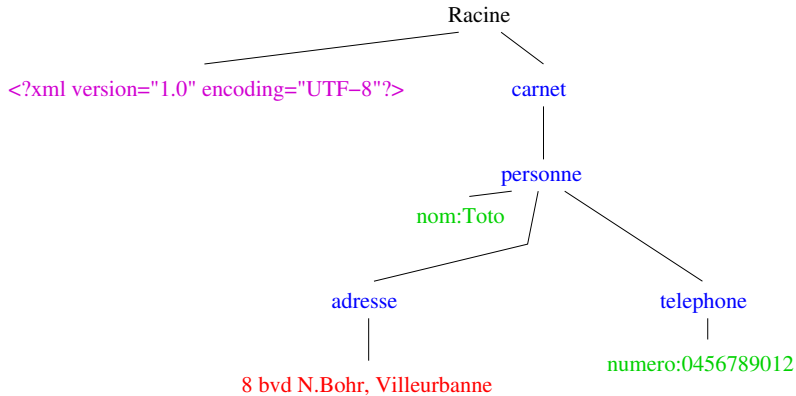 Racine
<?xml version="1.0" encoding="UTF−8"?>
carnet
personne
nom:Toto
adresse
telephone
numero:0456789012
8 bvd N.Bohr, Villeurbanne